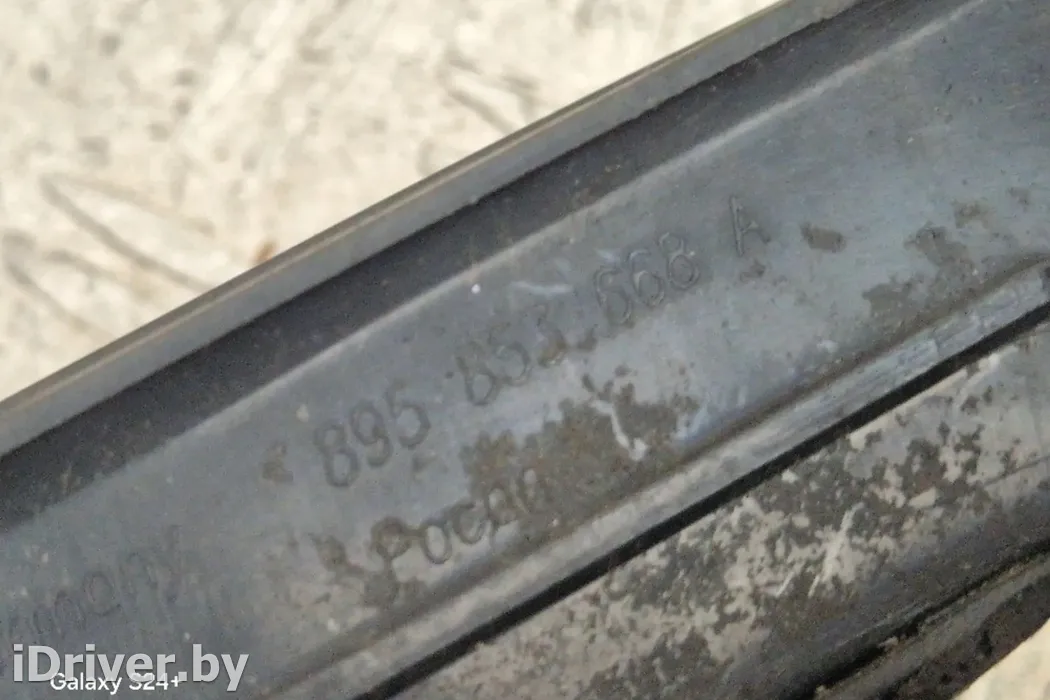 895 853 668 A
iDriver.by
Galaxy S24+